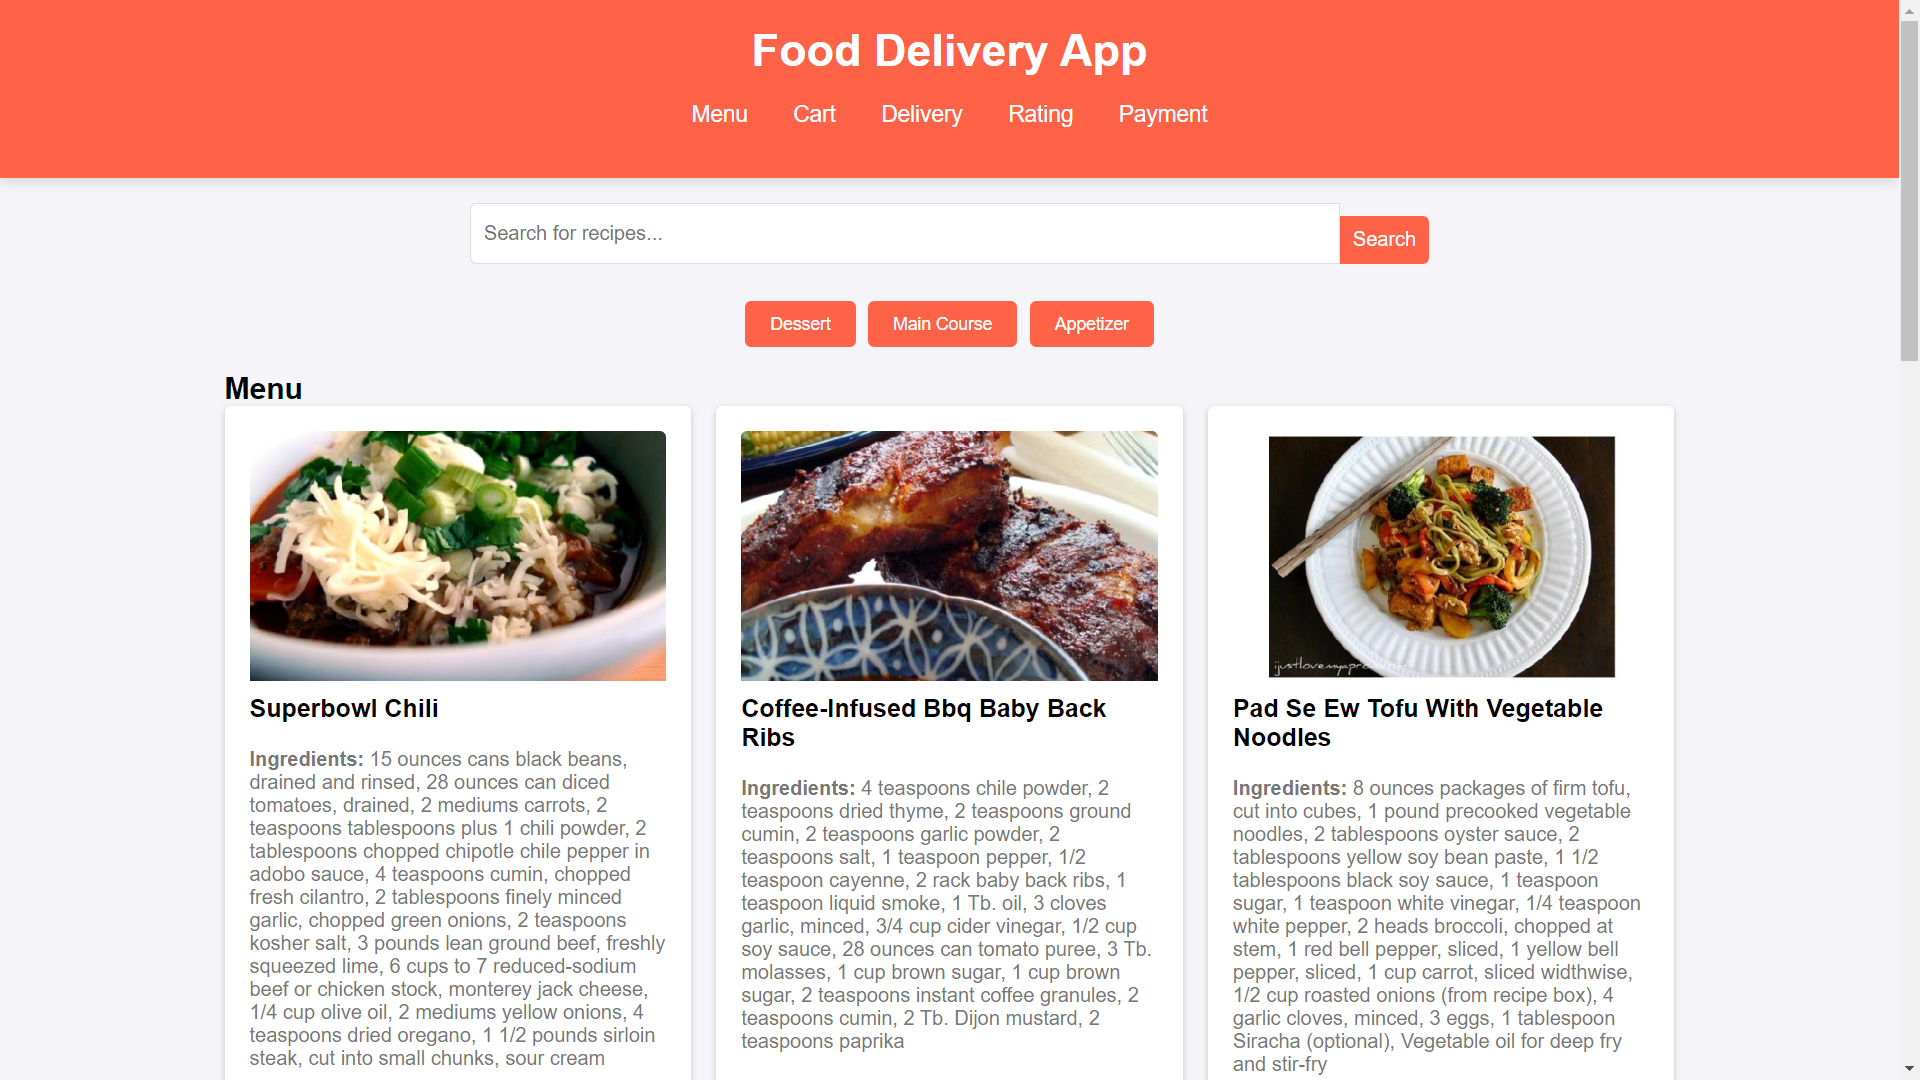 Food Delivery App
Menu Cart Delivery Rating Payment
Search for recipes...
Search
Dessert Main Course Appetizer
Menu
Superbowl Chili
Ingredients: 15 ounces cans black beans,
drained and rinsed, 28 ounces can diced
tomatoes, drained, 2 mediums carrots, 2
teaspoons tablespoons plus 1 chili powder, 2
tablespoons chopped chipotle chile pepper in
adobo sauce, 4 teaspoons cumin, chopped
fresh cilantro, 2 tablespoons finely minced
garlic, chopped green onions, 2 teaspoons
kosher salt, 3 pounds lean ground beef, freshly
squeezed lime, 6 cups to 7 reduced-sodium
beef or chicken stock, monterey jack cheese,
1/4 cup olive oil, 2 mediums yellow onions, 4
teaspoons dried oregano, 1 1/2 pounds sirloin
steak, cut into small chunks, sour cream
Coffee-Infused Bbq Baby Back
Ribs
Ingredients: 4 teaspoons chile powder, 2
teaspoons dried thyme, 2 teaspoons ground
cumin, 2 teaspoons garlic powder, 2
teaspoons salt, 1 teaspoon pepper, 1/2
teaspoon cayenne, 2 rack baby back ribs, 1
teaspoon liquid smoke, 1 Tb. oil, 3 cloves
garlic, minced, 3/4 cup cider vinegar, 1/2 cup
soy sauce, 28 ounces can tomato puree, 3 Tb.
molasses, 1 cup brown sugar, 1 cup brown
sugar, 2 teaspoons instant coffee granules, 2
teaspoons cumin, 2 Tb. Dijon mustard, 2
teaspoons paprika
Pad Se Ew Tofu With Vegetable
Noodles
Ingredients: 8 ounces packages of firm tofu,
cut into cubes, 1 pound precooked vegetable
noodles, 2 tablespoons oyster sauce, 2
tablespoons yellow soy bean paste, 1 1/2
tablespoons black soy sauce, 1 teaspoon
sugar, 1 teaspoon white vinegar, 1/4 teaspoon
white pepper, 2 heads broccoli, chopped at
stem, 1 red bell pepper, sliced, 1 yellow bell
pepper, sliced, 1 cup carrot, sliced widthwise,
1/2 cup roasted onions (from recipe box), 4
garlic cloves, minced, 3 eggs, 1 tablespoon
Siracha (optional), Vegetable oil for deep fry
and stir-fry